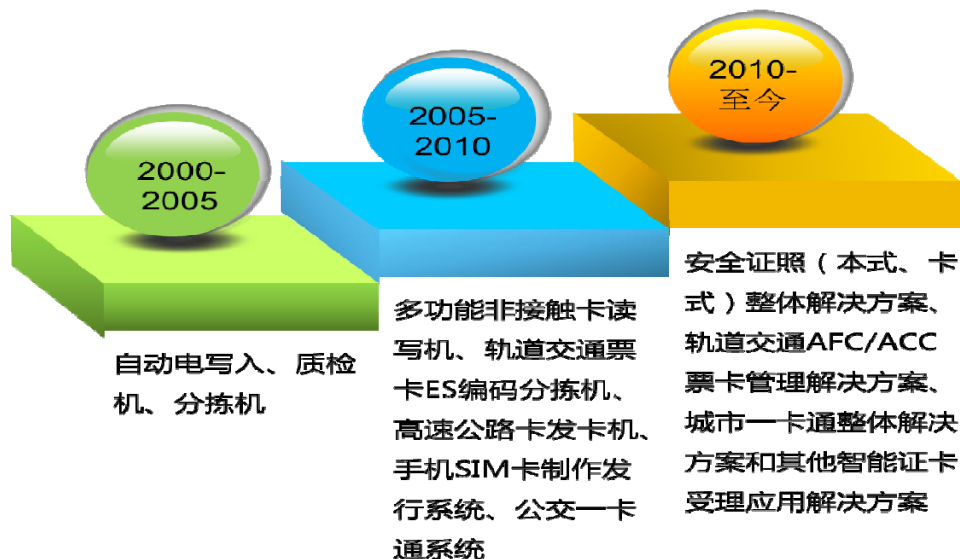 2000-
2005
自动电写入、质检
机、分拣机
2005-
2010
多功能非接触卡读
写机、轨道交通票
卡ES编码分拣机、
高速公路卡发卡机、
手机SIM卡制作发
行系统、公交一卡
通系统
2010-
至今
安全证照（本式、卡
式）整体解决方案、
轨道交通AFC/ACC
票卡管理解决方案、
城市一卡通整体解决
方案和其他智能证卡
受理应用解决方案